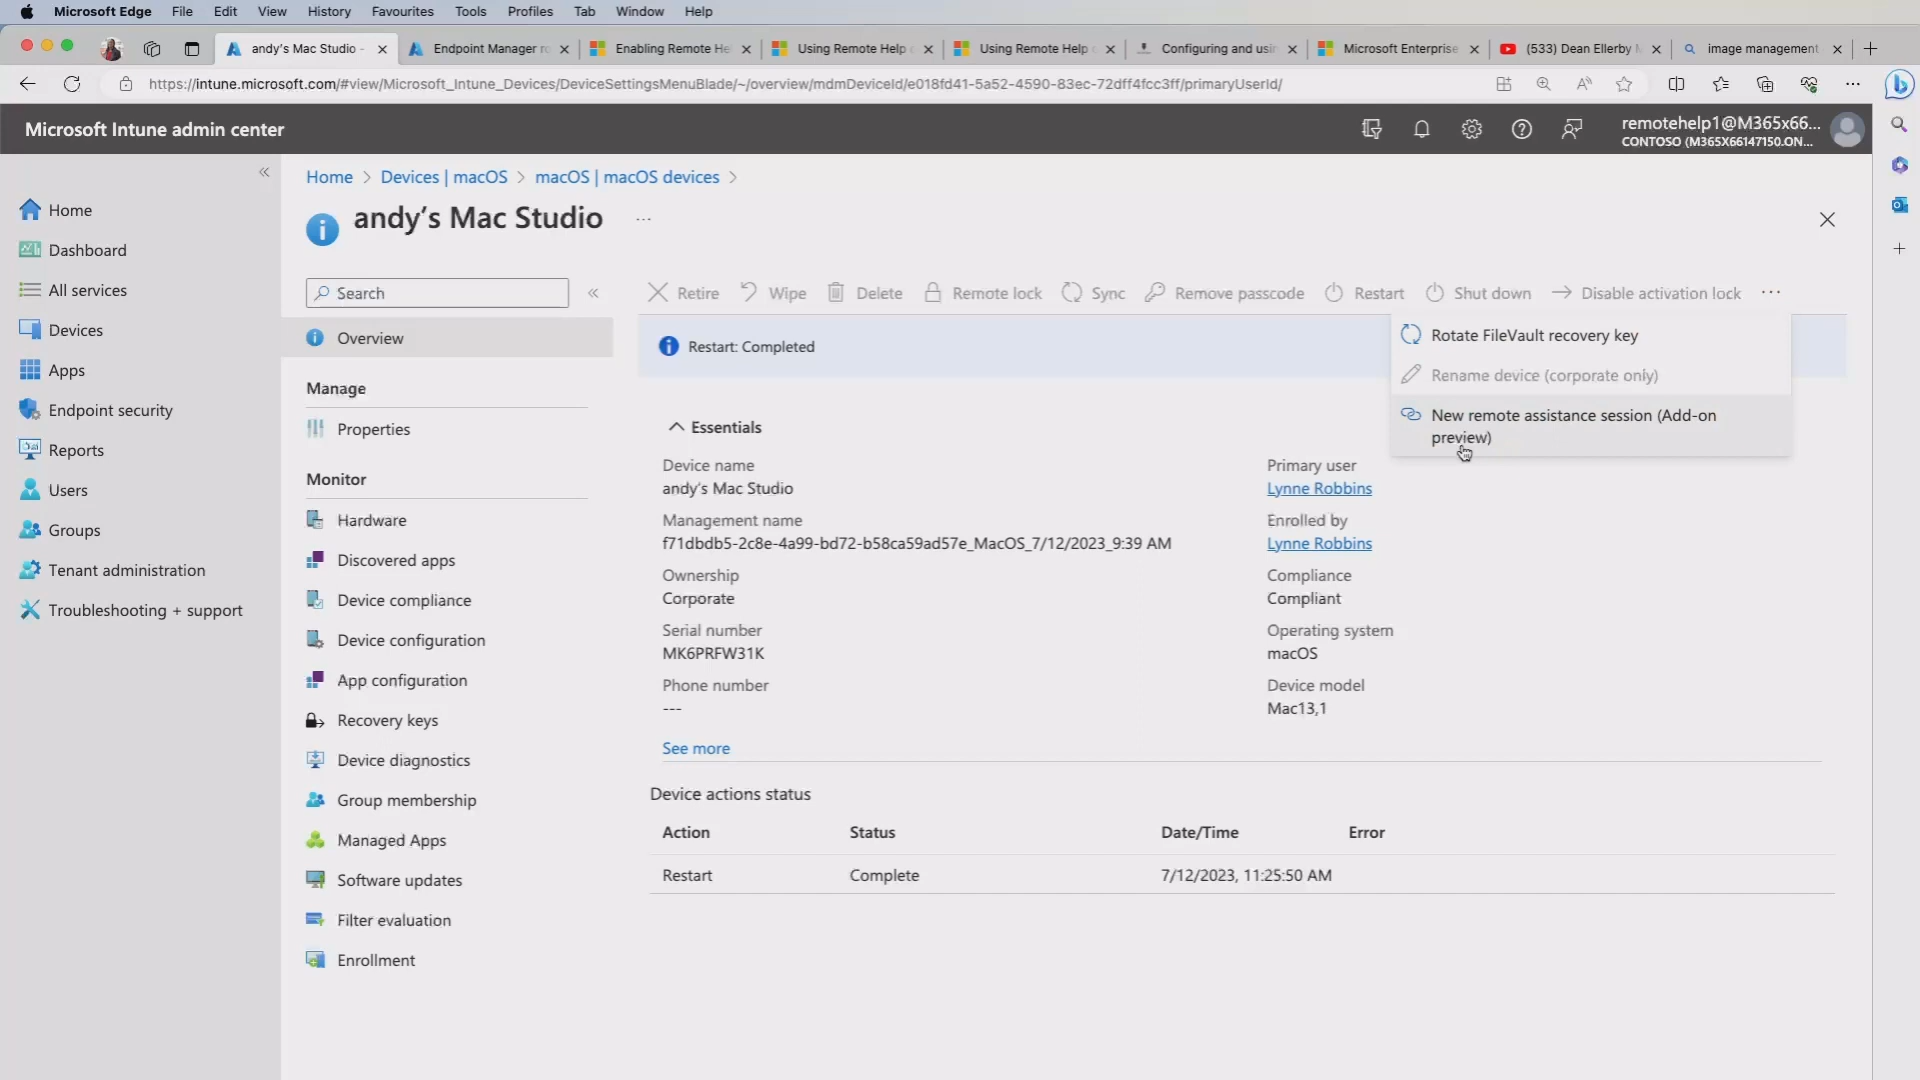 Microsoft Edge File Edit View History Favourites Tools Profiles Tab Window Help
andy's Mac Studio - Endpoint Manager ro Enabling Remote He Using Remote Help Using Remote Help Configuring and usi Microsoft Enterprise (533) Dean Ellerby image management
https://intune.microsoft.com/#view/Microsoft_Intune_Devices/DeviceSettingsMenuBlade/~/overview/mdmDeviceId/e018fd41-5a52-4590-83ec-72dff4fcc3ff/primaryUserId/
Microsoft Intune admin center
remotehelp1@M365x66...
CONTOSO (M365X66147150.ON...
Home
Dashboard
All services
Devices
Apps
Endpoint security
Reports
Users
Groups
Tenant administration
Troubleshooting + support
Home > Devices | macOS > macOS | macOS devices >
andy's Mac Studio ...
Search
Overview
Manage
Properties
Monitor
Hardware
Discovered apps
Device compliance
Device configuration
App configuration
Recovery keys
Device diagnostics
Group membership
Managed Apps
Software updates
Filter evaluation
Enrollment
Retire Wipe Delete Remote lock Sync Remove passcode Restart Shut down Disable activation lock ...
Restart: Completed
Rotate FileVault recovery key
Rename device (corporate only)
New remote assistance session (Add-on
preview)
Essentials
Device name
andy's Mac Studio
Management name
f71dbdb5-2c8e-4a99-bd72-b58ca59ad57e_MacOS_7/12/2023_9:39 AM
Ownership
Corporate
Serial number
MK6PRFW31K
Phone number
---
See more
Primary user
Lynne Robbins
Enrolled by
Lynne Robbins
Compliance
Compliant
Operating system
macOS
Device model
Mac13,1
Device actions status
Action Status Date/Time Error
Restart Complete 7/12/2023, 11:25:50 AM